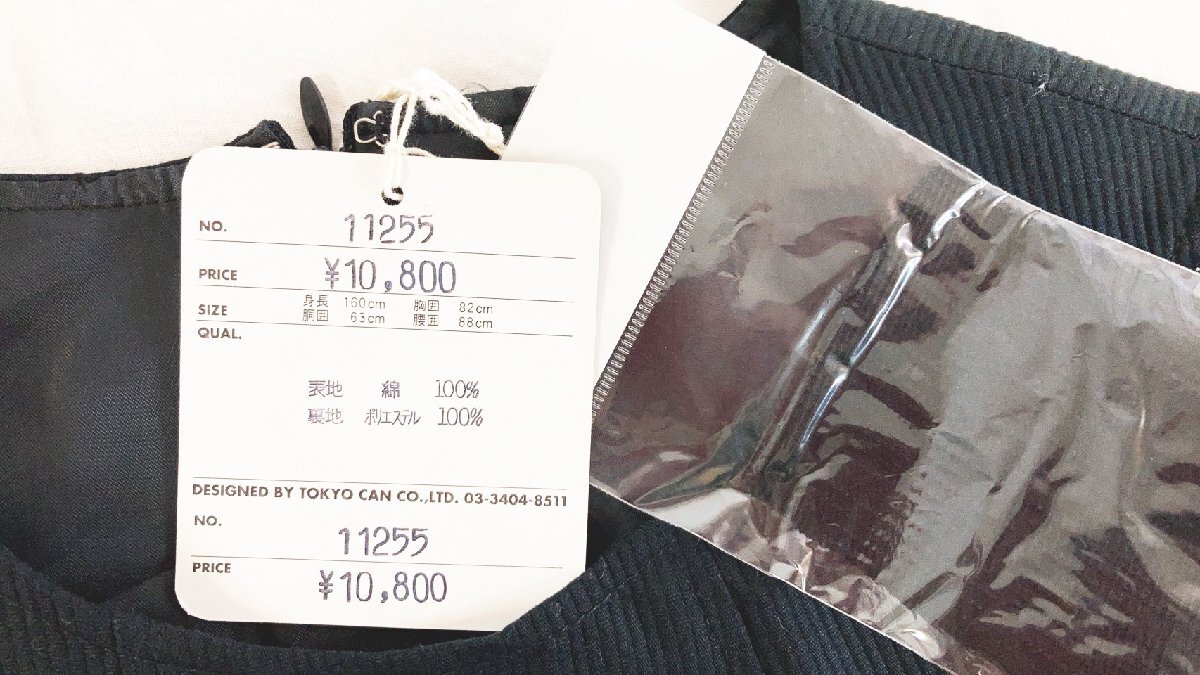 NO. 11255
PRICE ¥10,800
SIZE 身長 160cm 胸囲 82cm
胴囲 63cm 腰囲 88cm
QUAL.
表地 綿 100%
裏地 ポリエステル 100%
DESIGNED BY TOKYO CAN CO.,LTD. 03-3404-8511
NO.
11255
PRICE ¥10,800